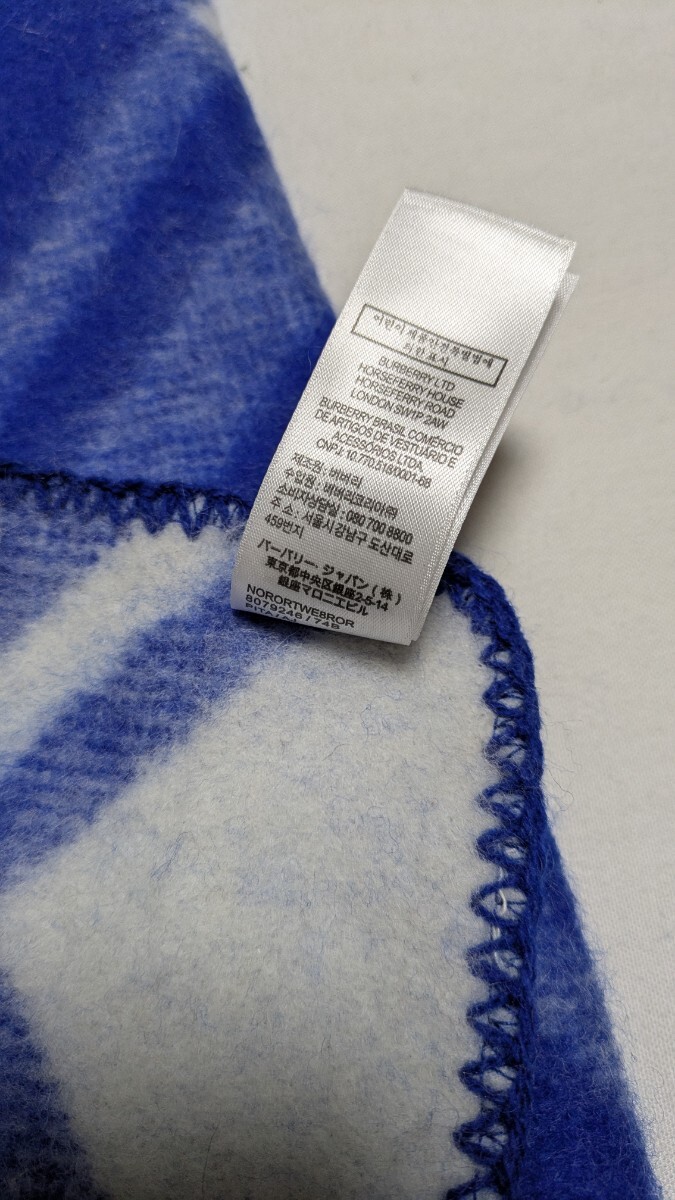 어린이제품안전특별법에
의한표시
BURBERRY LTD
HORSEFERRY HOUSE
HORSEFERRY ROAD
LONDON SW1P 2AW
BURBERRY BRASIL COMÉRCIO
DE ARTIGOS DE VESTUÁRIO E
ACESSÓRIOS LTDA.
CNPJ: 10.770.518/0001-68
제조원: 버버리
수입원 : 버버리코리아㈜
소비자상담실 : 080 700 8800
주 소 : 서울시 강남구 도산대로
459번지
バーバリー・ジャパン(株)
東京都中央区銀座2-5-14
銀座マロニエビル
NORORTWEBROR
8079246/74B